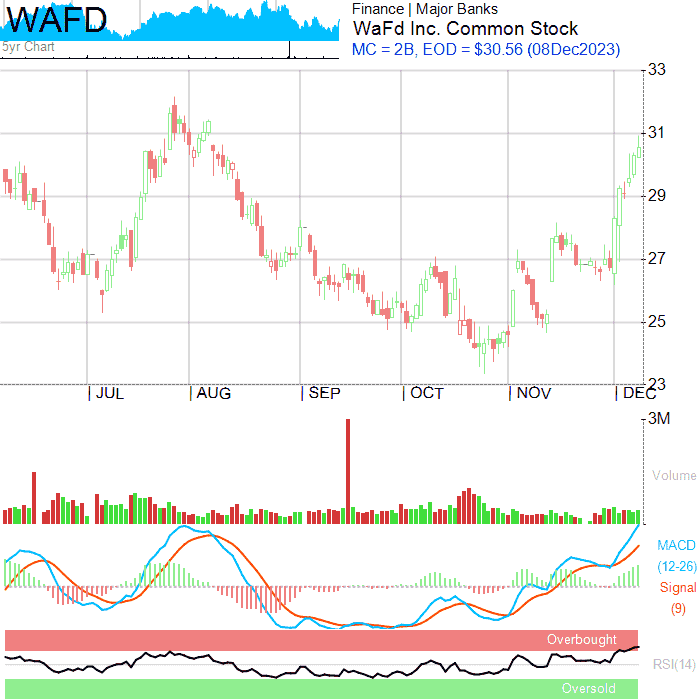 WAFD
5yr Chart
Finance | Major Banks
WaFd Inc. Common Stock
MC = 2B, EOD = $30.56 (08Dec2023)
33
31
29
27
25
23
JUL AUG SEP OCT NOV DEC
3M
Volume
MACD
(12-26)
Signal
(9)
Overbought
RSI(14)
Oversold